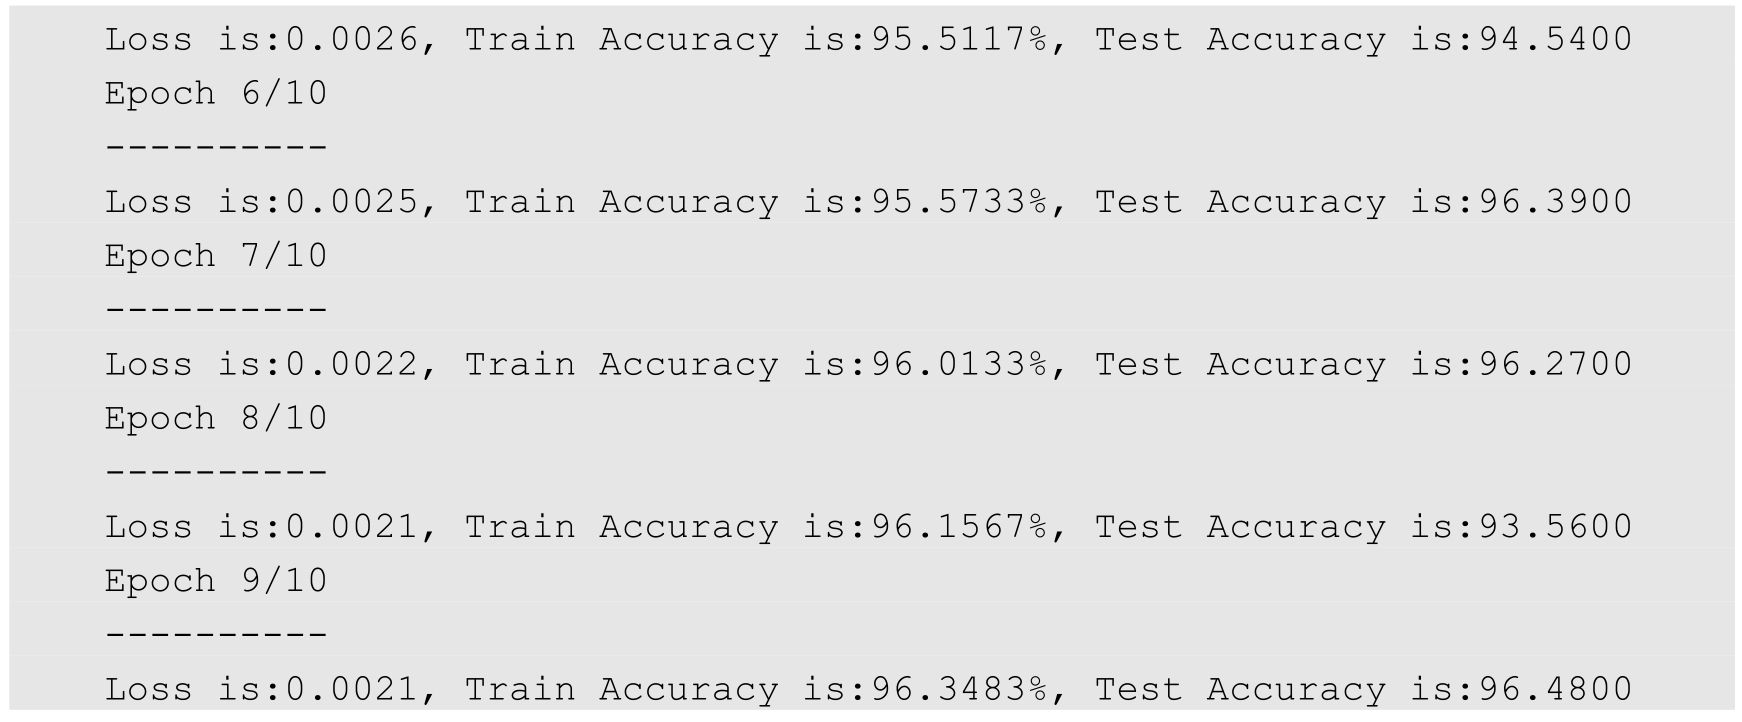 Loss is:0.0026, Train Accuracy is:95.5117%, Test Accuracy is:94.5400
Epoch 6/10
----------
Loss is:0.0025, Train Accuracy is:95.5733%, Test Accuracy is:96.3900
Epoch 7/10
----------
Loss is:0.0022, Train Accuracy is:96.0133%, Test Accuracy is:96.2700
Epoch 8/10
----------
Loss is:0.0021, Train Accuracy is:96.1567%, Test Accuracy is:93.5600
Epoch 9/10
----------
Loss is:0.0021, Train Accuracy is:96.3483%, Test Accuracy is:96.4800